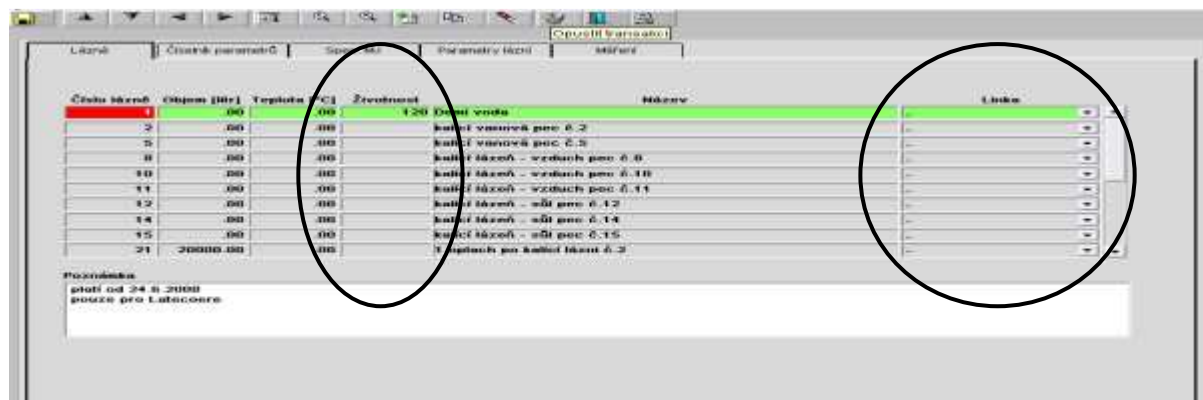 Opustit transakci
Lázně Číselník parametrů Parametry lázní Měření
Číslo lázně Objem [litr] Teplota [°C] Životnost Název Linka
1 .00 .00 120 Demi voda
2 .00 .00 kalicí vanová pec č.2
5 .00 .00 kalicí vanová pec č.5
8 .00 .00 kalicí lázeň - vzduch pec č.8
10 .00 .00 kalicí lázeň - vzduch pec č.10
11 .00 .00 kalicí lázeň - vzduch pec č.11
12 .00 .00 kalicí lázeň - sůl pec č.12
14 .00 .00 kalicí lázeň - sůl pec č.14
15 .00 .00 kalicí lázeň - sůl pec č.15
21 20000.00 .00 1.oplach po kalicí lázni č.2
Poznámka
platí od 24.6.2008
pouze pro Latecoere